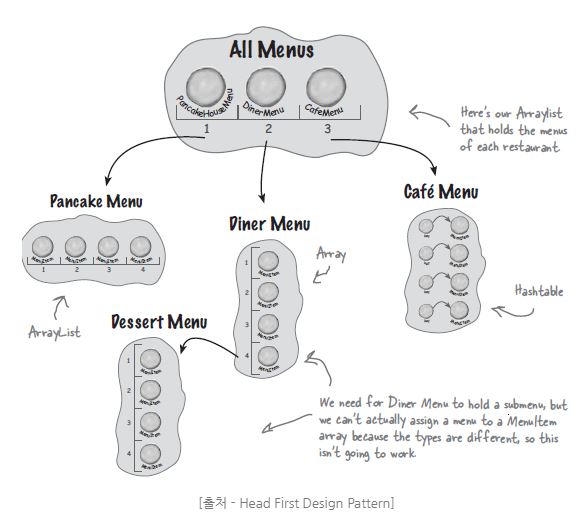 All Menus
PancakeHouseMenu
DinerMenu
CafeMenu
1 2 3
Here's our Arraylist
that holds the menus
of each restaurant.
Pancake Menu
MenuItem MenuItem MenuItem MenuItem
1 2 3 4
ArrayList
Diner Menu
1
MenuItem
2
MenuItem
3
MenuItem
4
MenuItem
Array
Café Menu
key MenuItem
key MenuItem
key MenuItem
key MenuItem
Hashtable
Dessert Menu
1
MenuItem
2
MenuItem
3
MenuItem
4
MenuItem
We need for Diner Menu to hold a submenu, but
we can't actually assign a menu to a MenuItem
array because the types are different, so this
isn't going to work.
[출처 - Head First Design Pattern]